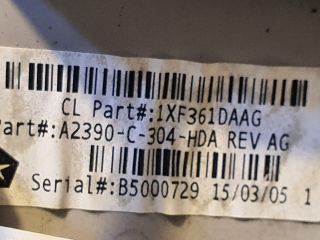 CL Part#:1XF361DAAG
Part#:A2390-C-304-HDA REV AG
Serial#:B5000729 15/03/05 1